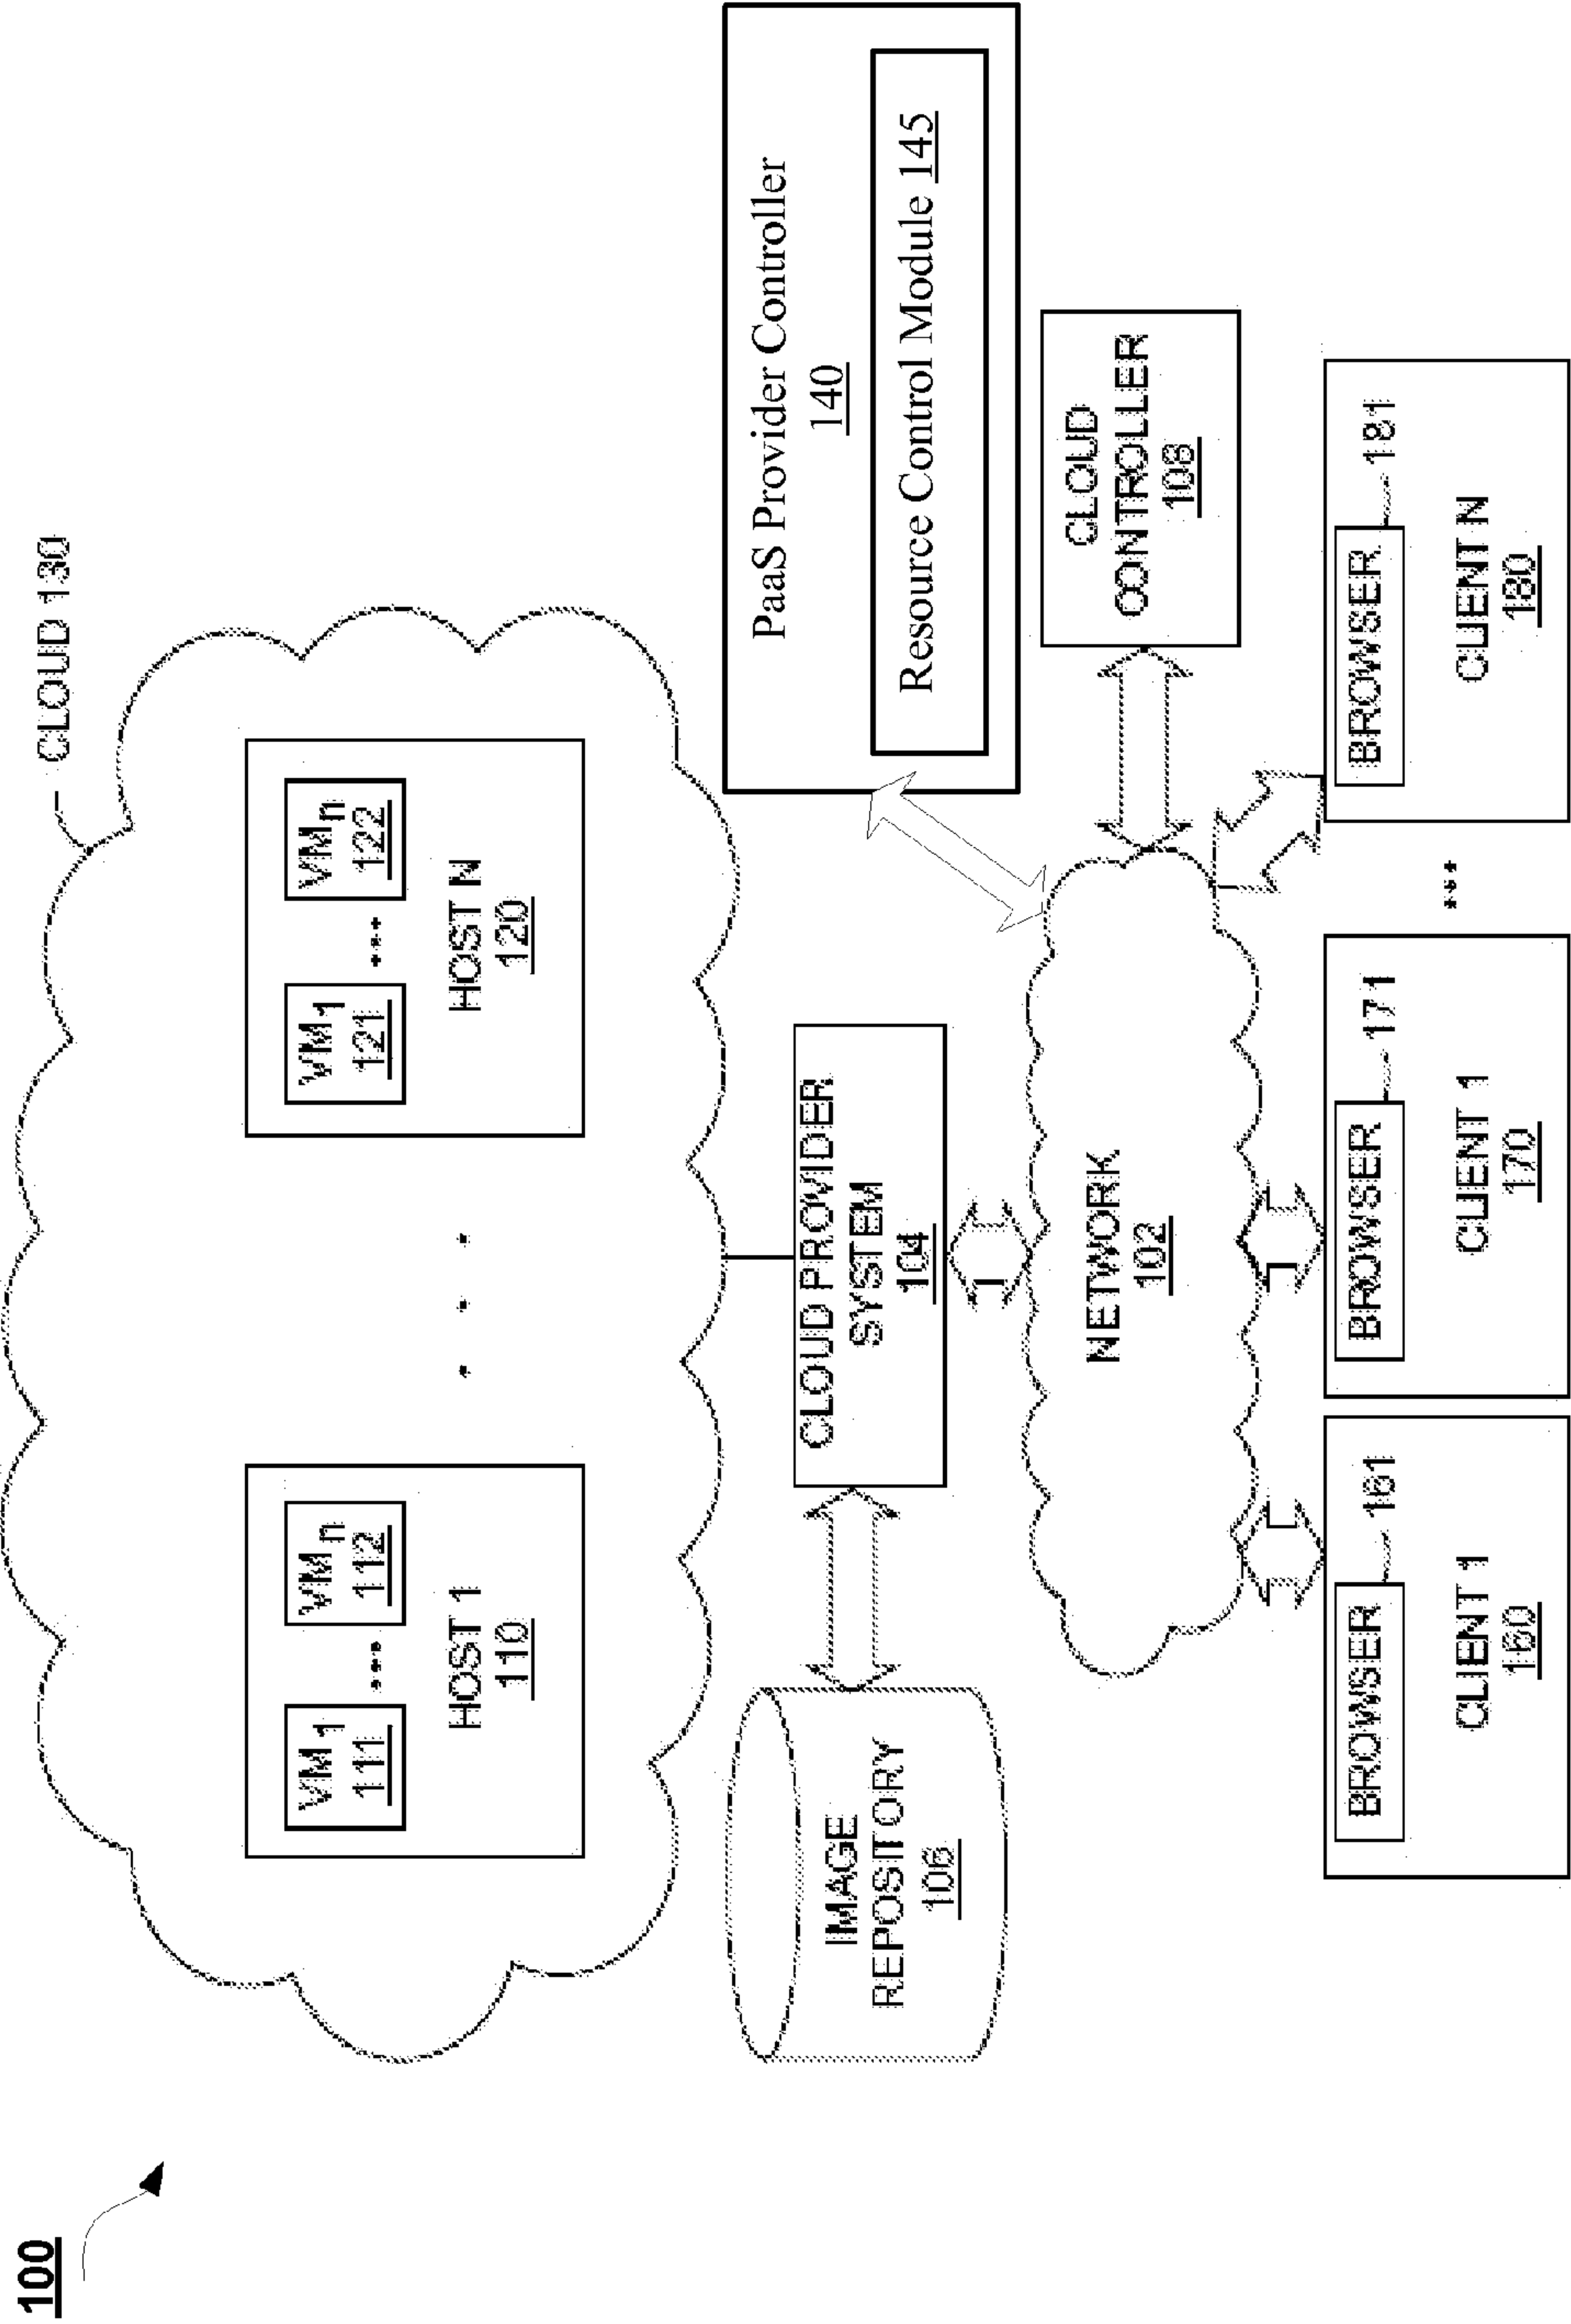 100
CLOUD 130
VM1
111
...
VMn
112
HOST 1
110
. . .
VM1
121
...
VMn
122
HOST N
120
IMAGE
REPOSITORY
106
CLOUD PROVIDER
SYSTEM
104
PaaS Provider Controller
140
Resource Control Module 145
NETWORK
102
CLOUD
CONTROLLER
108
BROWSER
161
CLIENT 1
160
BROWSER
171
CLIENT 1
170
...
BROWSER
181
CLIENT N
180